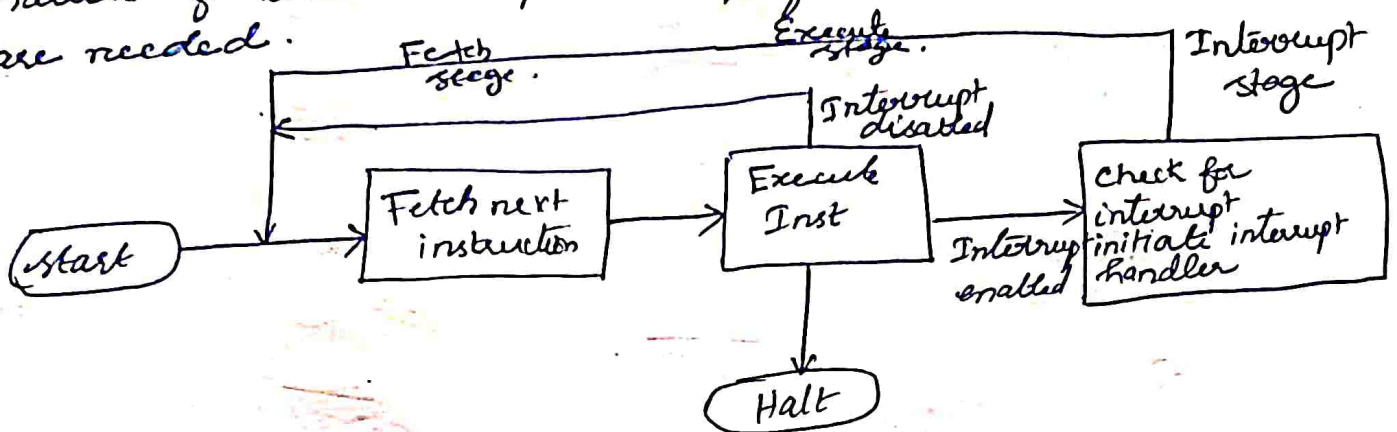 are needed.
Fetch
stage.
Execute
stage.
Interrupt
stage
Interrupt
disabled
start
Fetch next
instruction
Execute
Inst
Interrupt
enabled
check for
interrupt
initiate interrupt
handler
Halt